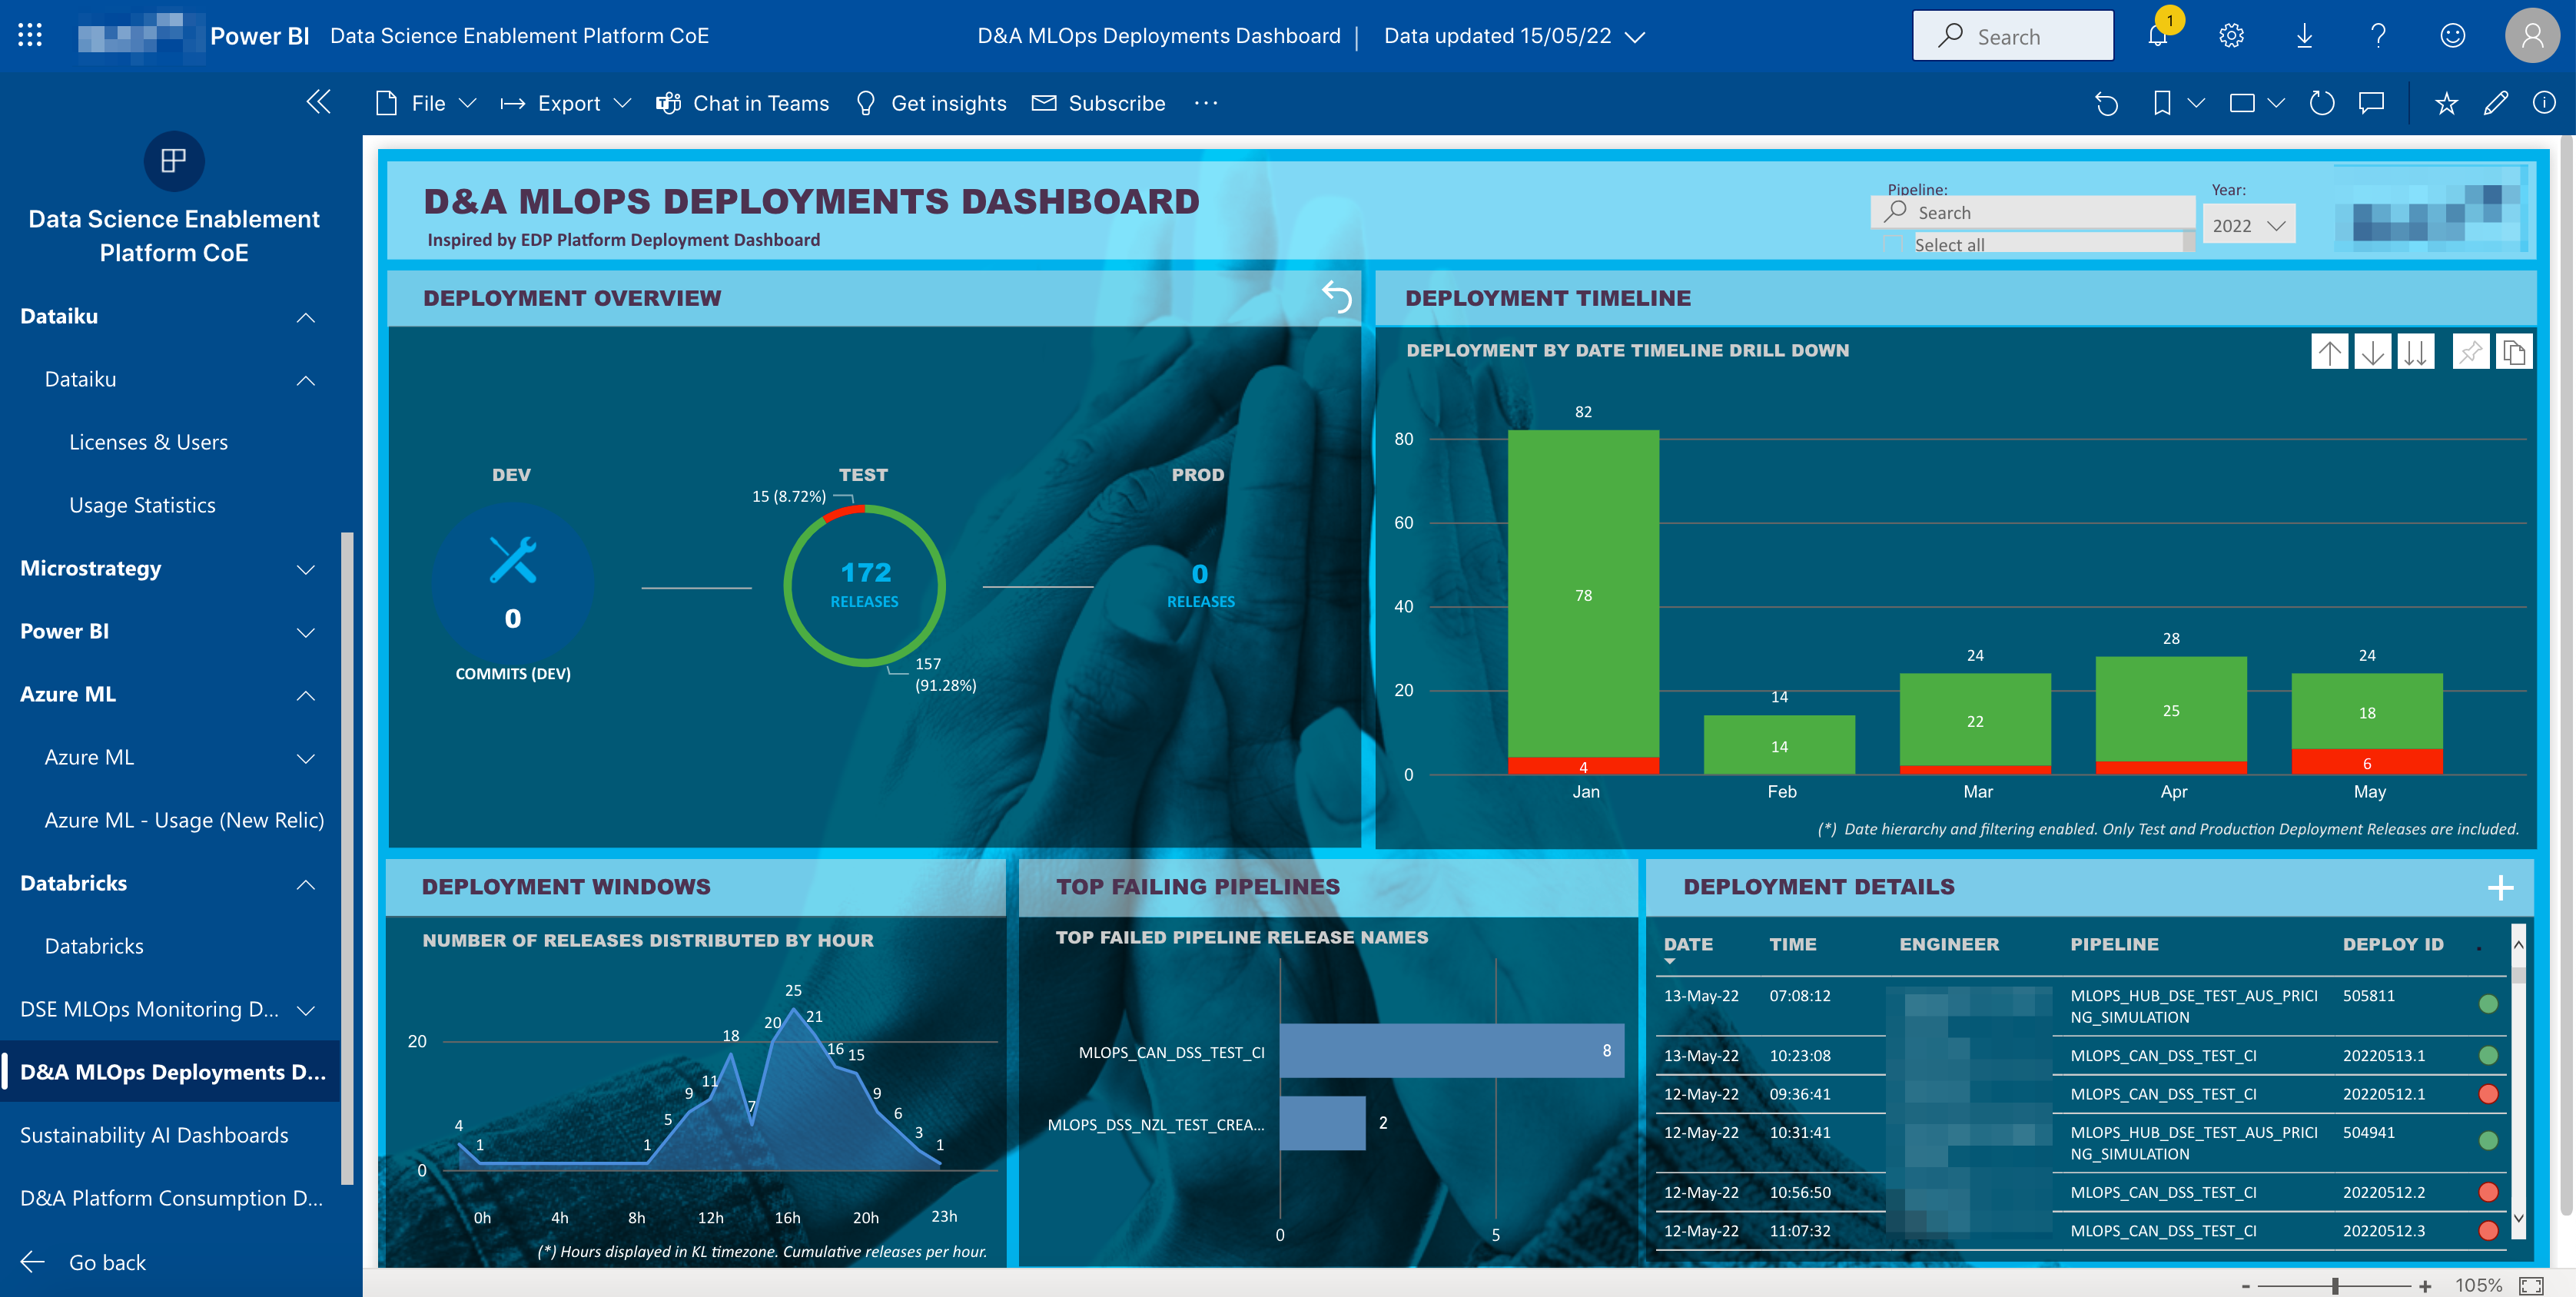 Power BI
Data Science Enablement Platform CoE
D&A MLOps Deployments Dashboard | Data updated 15/05/22
Search
1
File
Export
Chat in Teams
Get insights
Subscribe
Data Science Enablement
Platform CoE
Dataiku
Dataiku
Licenses & Users
Usage Statistics
Microstrategy
Power BI
Azure ML
Azure ML
Azure ML - Usage (New Relic)
Databricks
Databricks
DSE MLOps Monitoring D...
D&A MLOps Deployments D...
Sustainability AI Dashboards
D&A Platform Consumption D...
Go back
D&A MLOPS DEPLOYMENTS DASHBOARD
Inspired by EDP Platform Deployment Dashboard
Pipeline:
Search
Select all
Year:
2022
DEPLOYMENT OVERVIEW
DEV
0
COMMITS (DEV)
TEST
15 (8.72%)
172
RELEASES
157
(91.28%)
PROD
0
RELEASES
DEPLOYMENT TIMELINE
DEPLOYMENT BY DATE TIMELINE DRILL DOWN
80
60
40
20
0
82
78
4
14
14
24
22
28
25
24
18
6
Jan
Feb
Mar
Apr
May
(*) Date hierarchy and filtering enabled. Only Test and Production Deployment Releases are included.
DEPLOYMENT WINDOWS
NUMBER OF RELEASES DISTRIBUTED BY HOUR
20
0
4
1
1
5
9
11
18
7
20
25
21
16
15
9
6
3
1
0h
4h
8h
12h
16h
20h
23h
(*) Hours displayed in KL timezone. Cumulative releases per hour.
TOP FAILING PIPELINES
TOP FAILED PIPELINE RELEASE NAMES
MLOPS_CAN_DSS_TEST_CI
8
MLOPS_DSS_NZL_TEST_CREA...
2
0
5
DEPLOYMENT DETAILS
DATE TIME ENGINEER PIPELINE DEPLOY ID .
13-May-22 07:08:12 MLOPS_HUB_DSE_TEST_AUS_PRICI 505811
NG_SIMULATION
13-May-22 10:23:08 MLOPS_CAN_DSS_TEST_CI 20220513.1
12-May-22 09:36:41 MLOPS_CAN_DSS_TEST_CI 20220512.1
12-May-22 10:31:41 MLOPS_HUB_DSE_TEST_AUS_PRICI 504941
NG_SIMULATION
12-May-22 10:56:50 MLOPS_CAN_DSS_TEST_CI 20220512.2
12-May-22 11:07:32 MLOPS_CAN_DSS_TEST_CI 20220512.3
- + 105%